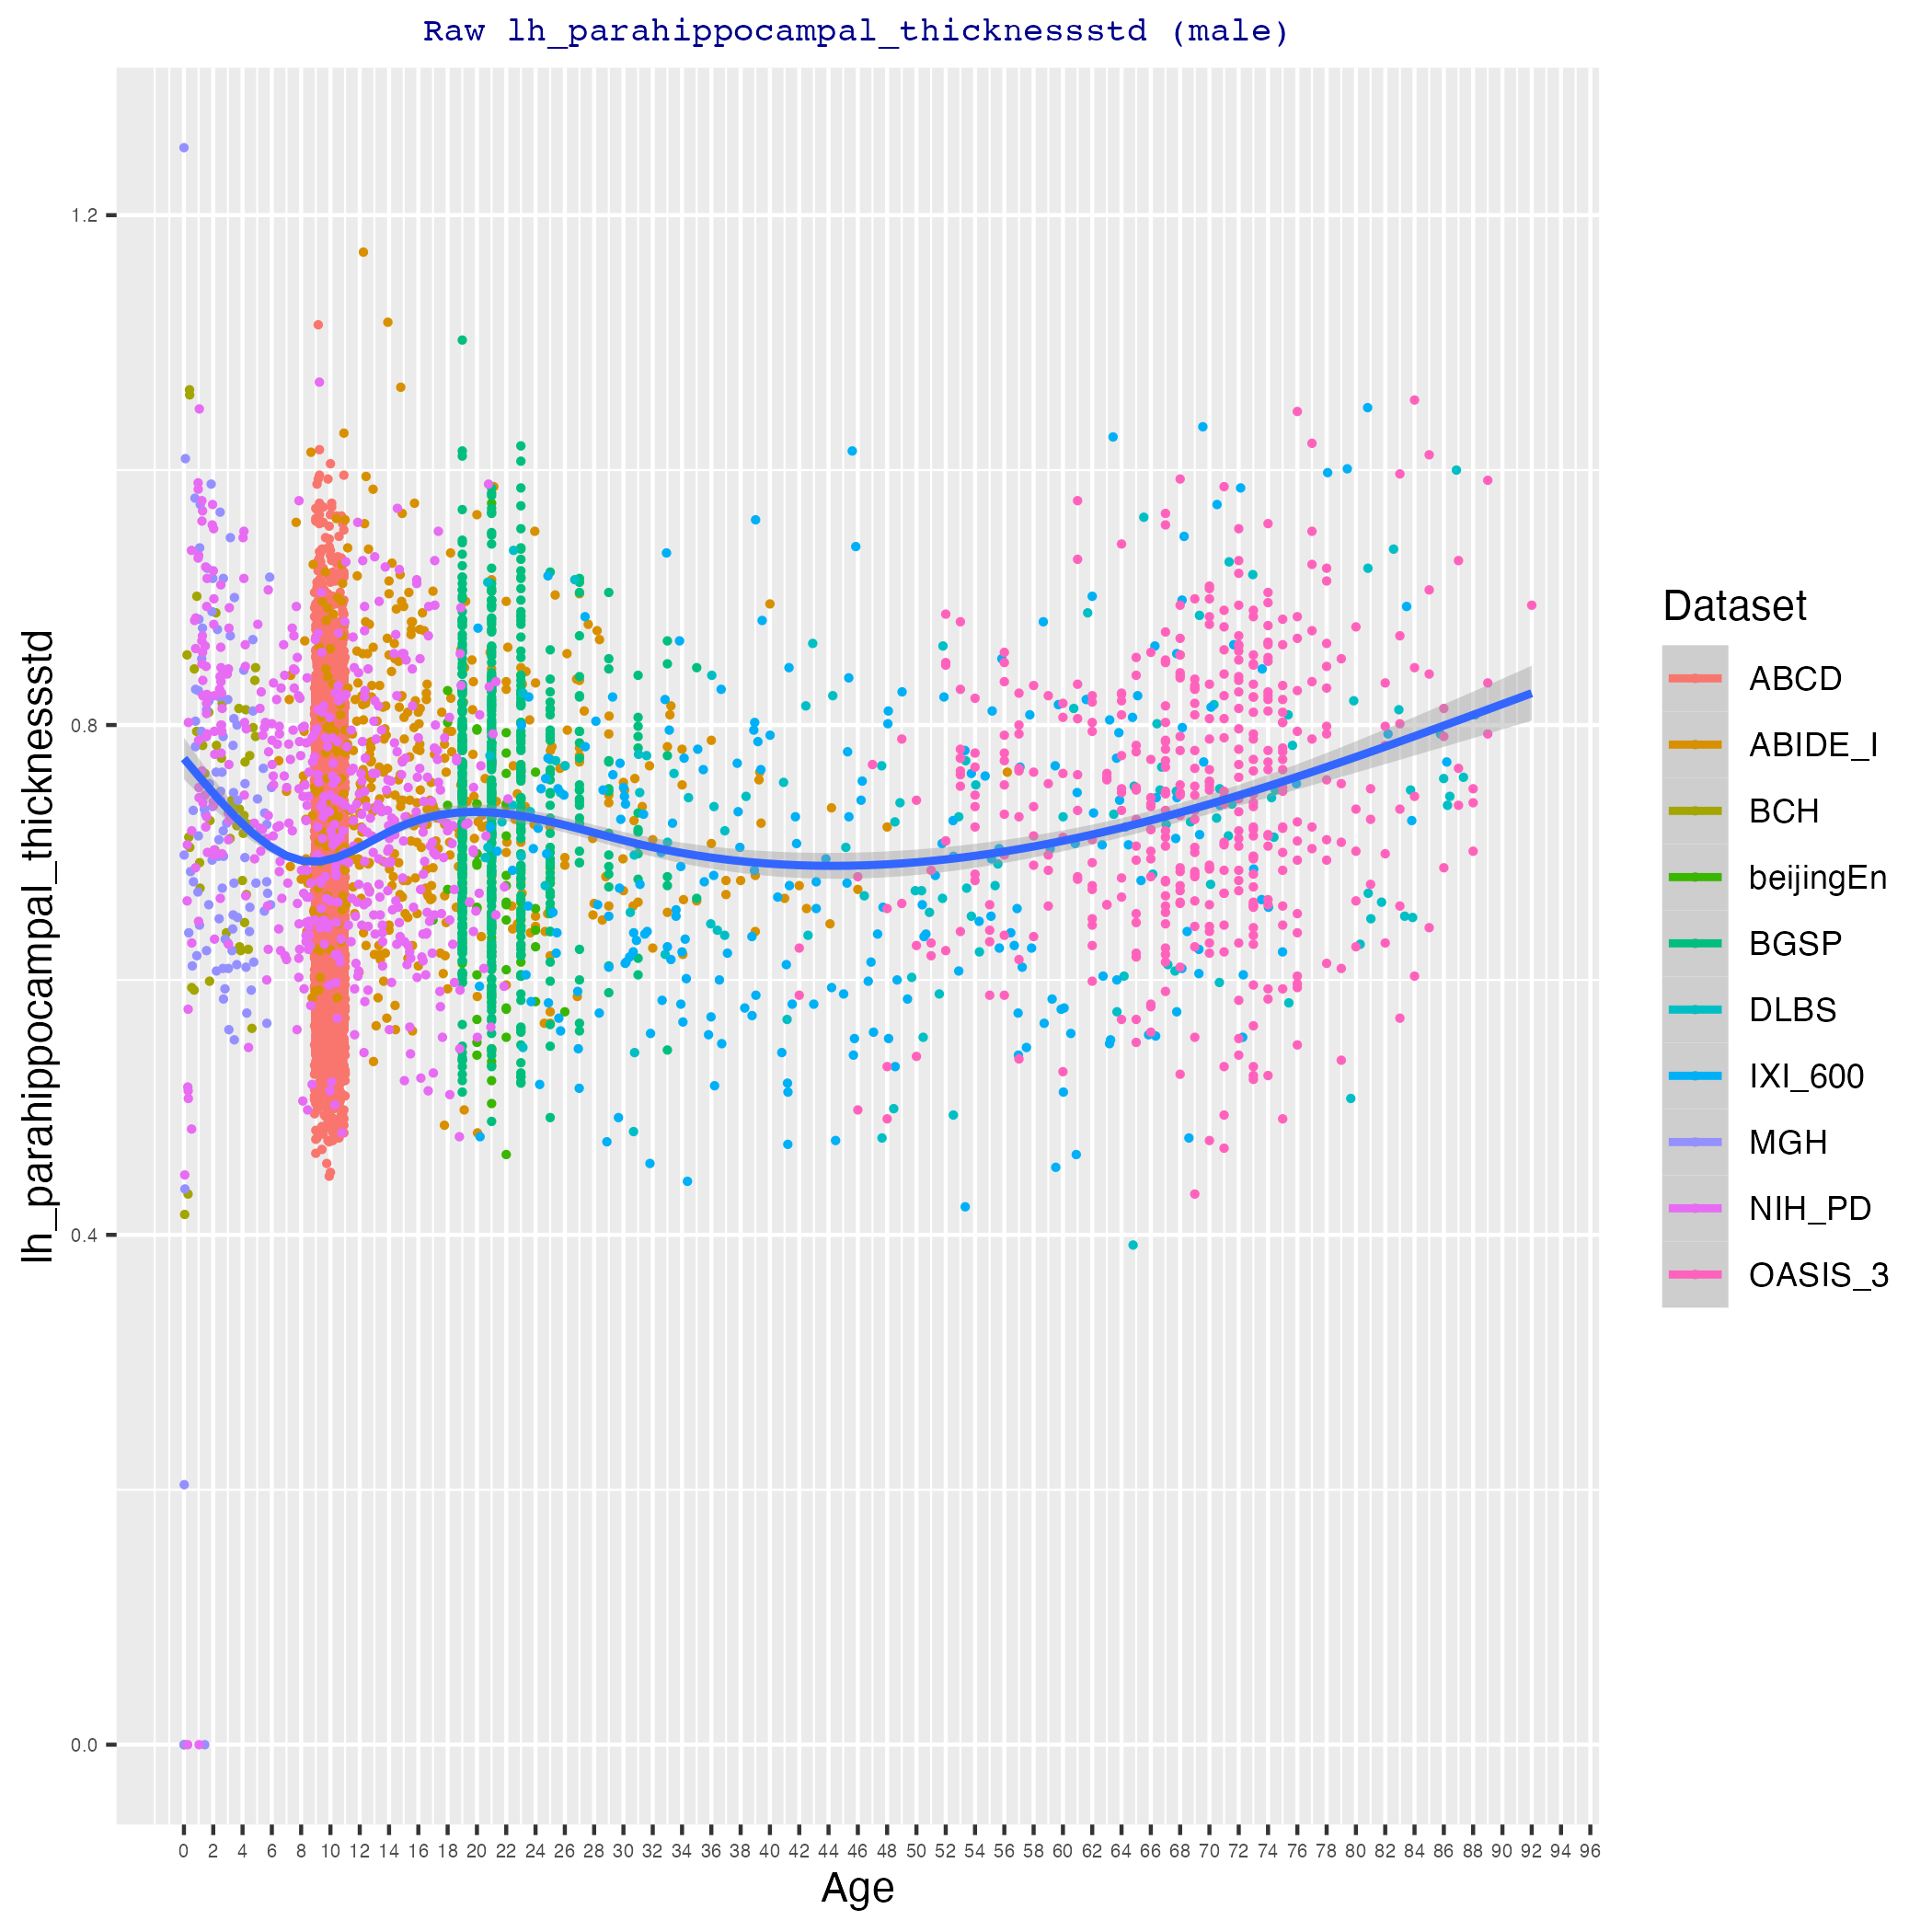 Raw lh_parahippocampal_thicknessstd (male)
lh_parahippocampal_thicknessstd
1.2
0.8
0.4
0.0
0 2 4 6 8 10 12 14 16 18 20 22 24 26 28 30 32 34 36 38 40 42 44 46 48 50 52 54 56 58 60 62 64 66 68 70 72 74 76 78 80 82 84 86 88 90 92 94 96
Age
Dataset
ABCD
ABIDE_I
BCH
beijingEn
BGSP
DLBS
IXI_600
MGH
NIH_PD
OASIS_3